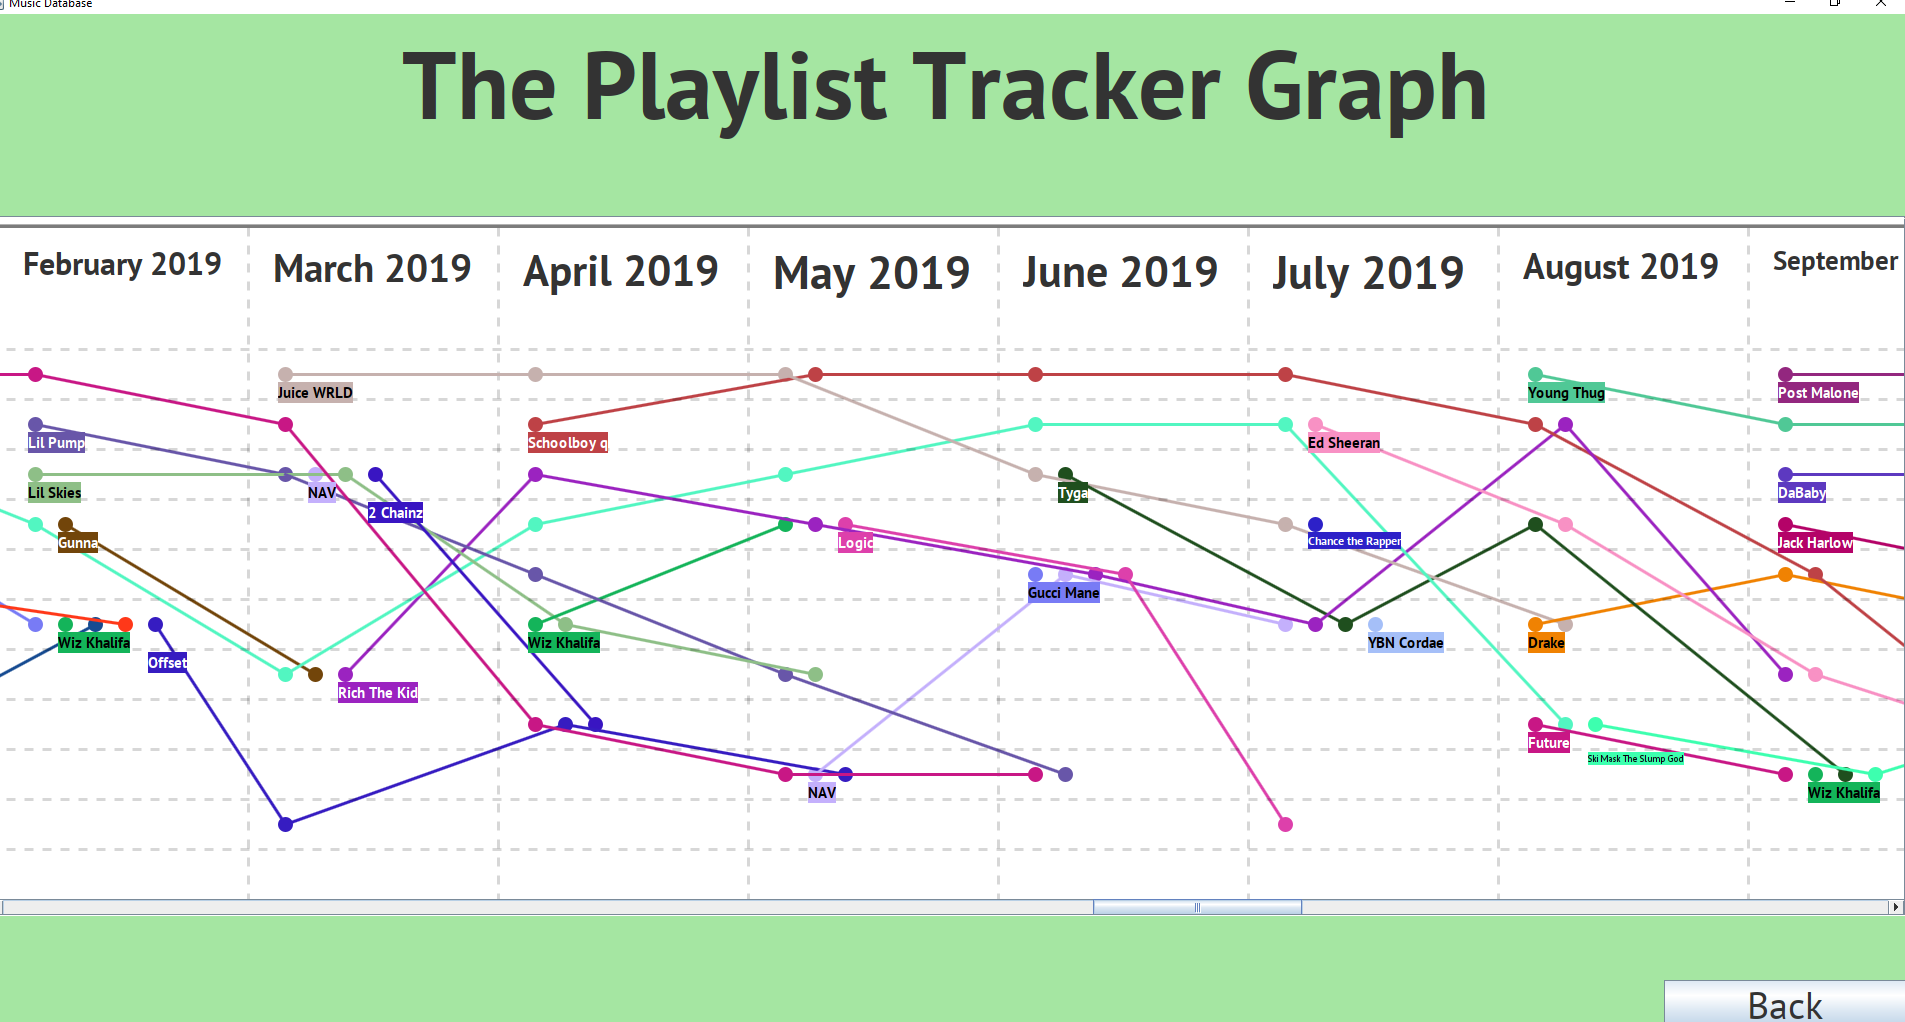 Music Database
The Playlist Tracker Graph
February 2019
March 2019
April 2019
May 2019
June 2019
July 2019
August 2019
September
Juice WRLD
Young Thug
Post Malone
Lil Pump
Schoolboy q
Ed Sheeran
Lil Skies
NAV
2 Chainz
Tyga
DaBaby
Gunna
Logic
Chance the Rapper
Jack Harlow
Gucci Mane
Wiz Khalifa
Offset
Wiz Khalifa
YBN Cordae
Drake
Rich The Kid
Future
Ski Mask The Slump God
NAV
Wiz Khalifa
Back